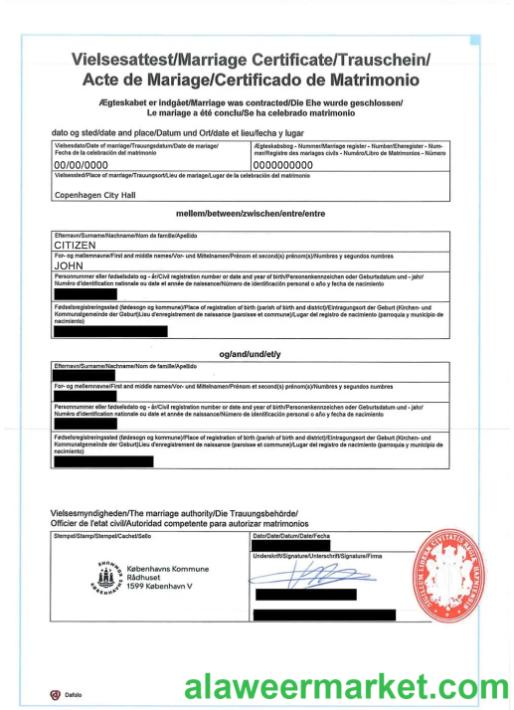 Vielsesattest/Marriage Certificate/Trauschein/
Acte de Mariage/Certificado de Matrimonio
Ægteskabet er indgået/Marriage was contracted/Die Ehe wurde geschlossen/
Le mariage a été conclu/Se ha celebrado matrimonio
dato og sted/date and place/Datum und Ort/date et lieu/fecha y lugar
Vielsesdato/Date of marriage/Trauungsdatum/Date de mariage/
Fecha de la celebración del matrimonio
00/00/0000
Ægteskabsbog - Nummer/Marriage register - Number/Eheregister - Num-
mer/Registre des mariages civils - Numéro/Libro de Matrimonios - Número
0000000000
Vielsessted/Place of marriage/Trauungsort/Lieu de mariage/Lugar de la celebración del matrimonio
Copenhagen City Hall
mellem/between/zwischen/entre/entre
Efternavn/Surname/Nachname/Nom de famille/Apellido
CITIZEN
For- og mellemnavne/First and middle names/Vor- und Mittelnamen/Prénom et second(s) prénom(s)/Numbres y segundos numbres
JOHN
Personnummer eller fødselsdato og - år/Civil registration number or date and year of birth/Personenkennzeichen oder Geburtsdatum und - jahr/
Numéro d'identification nationale ou date et année de naissance/Número de identificación personal o año y fecha de nacimiento
Fødselsregistreringssted (fødesogn og kommune)/Place of registration of birth (parish of birth and district)/Eintragungsort der Geburt (Kirchen- und
Kommunalgemeinde der Geburt)/Lieu d'enregistrement de naissance (paroisse et commune)/Lugar del registro de nacimiento (parroquia y municipio de
nacimiento)
og/and/und/et/y
Efternavn/Surname/Nachname/Nom de famille/Apellido
For- og mellemnavne/First and middle names/Vor- und Mittelnamen/Prénom et second(s) prénom(s)/Numbres y segundos numbres
Personnummer eller fødselsdato og - år/Civil registration number or date and year of birth/Personenkennzeichen oder Geburtsdatum und - jahr/
Numéro d'identification nationale ou date et année de naissance/Número de identificación personal o año y fecha de nacimiento
Fødselsregistreringssted (fødesogn og kommune)/Place of registration of birth (parish of birth and district)/Eintragungsort der Geburt (Kirchen- und
Kommunalgemeinde der Geburt)/Lieu d'enregistrement de naissance (paroisse et commune)/Lugar del registro de nacimiento (parroquia y municipio de
nacimiento)
Vielsesmyndigheden/The marriage authority/Die Trauungsbehörde/
Officier de l'etat civil/Autoridad competente para autorizar matrimonios
Stempel/Stamp/Stempel/Cachet/Sello
Københavns Kommune
Rådhuset
1599 København V
Dato/Date/Datum/Date/Fecha
Underskrift/Signature/Unterschrift/Signature/Firma
SIGILLUM LIBERÆ CIVITATIS REGIÆ HAFNIENSIS
Dafolo
alaweermarket.com